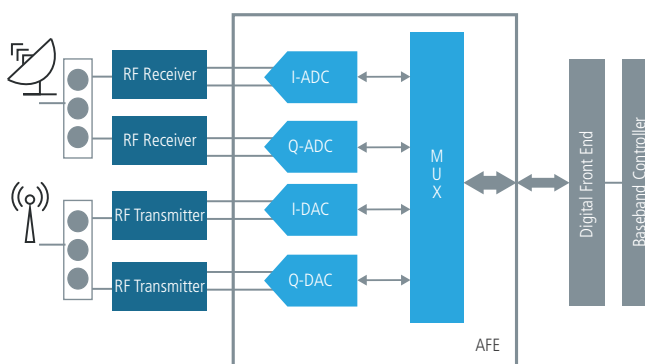 RF Receiver
I-ADC
RF Receiver
Q-ADC
M
U
X
RF Transmitter
I-DAC
RF Transmitter
Q-DAC
AFE
Digital Front End
Baseband Controller